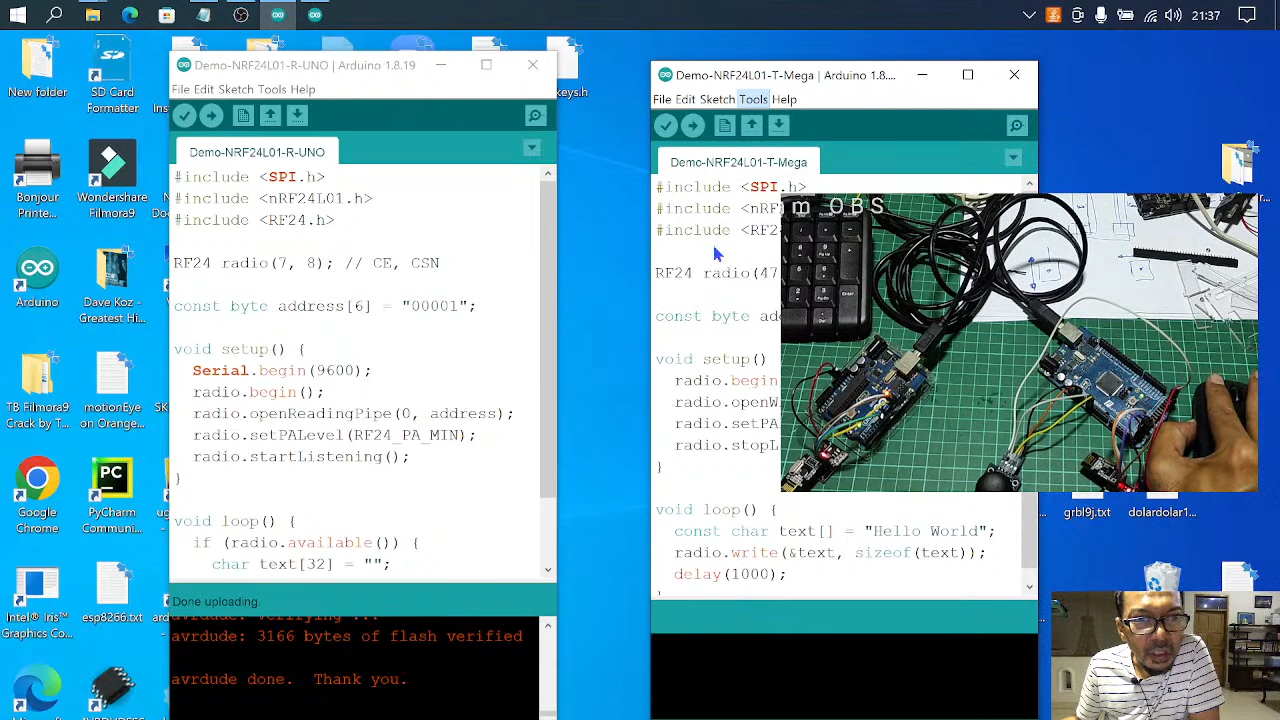 21:37
New folder
SD Card
Formatter
Bonjour
Printe...
Wondershare
Filmora9
Arduino
Dave Koz -
Greatest Hi...
TB Filmora9
Crack by T...
motionEye
on Orange...
Google
Chrome
PyCharm
Communi...
Intel® Iris™
Graphics Co...
esp8266.txt
keys.h
Demo-NRF24L01-R-UNO | Arduino 1.8.19
File Edit Sketch Tools Help
Demo-NRF24L01-R-UNO
#include <SPI.h>
#include <nRF24L01.h>
#include <RF24.h>
RF24 radio(7, 8); // CE, CSN
const byte address[6] = "00001";
void setup() {
Serial.begin(9600);
radio.begin();
radio.openReadingPipe(0, address);
radio.setPALevel(RF24_PA_MIN);
radio.startListening();
}
void loop() {
if (radio.available()) {
char text[32] = "";
Done uploading.
avrdude: verifying ...
avrdude: 3166 bytes of flash verified
avrdude done.  Thank you.
Demo-NRF24L01-T-Mega | Arduino 1.8....
File Edit Sketch Tools Help
Demo-NRF24L01-T-Mega
#include <SPI.h>
#include <nRF
#include <RF2
RF24 radio(47
const byte add
void setup()
radio.begin
radio.openW
radio.setPA
radio.stopL
}
void loop() {
const char text[] = "Hello World";
radio.write(&text, sizeof(text));
delay(1000);
m OBS
grbl9j.txt
dolardolar1...